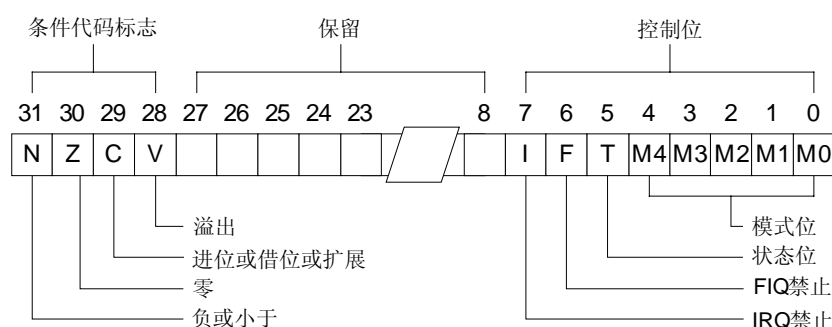 条件代码标志 保留 控制位
31 30 29 28 27 26 25 24 23 8 7 6 5 4 3 2 1 0
N Z C V I F T M4 M3 M2 M1 M0
溢出 模式位
进位或借位或扩展 状态位
零 FIQ禁止
负或小于 IRQ禁止